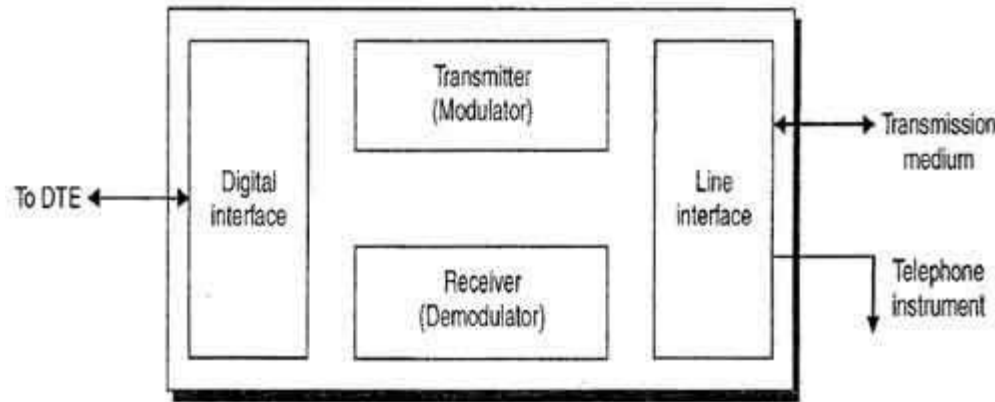 To DTE
Digital
interface
Transmitter
(Modulator)
Receiver
(Demodulator)
Line
interface
Transmission
medium
Telephone
instrument